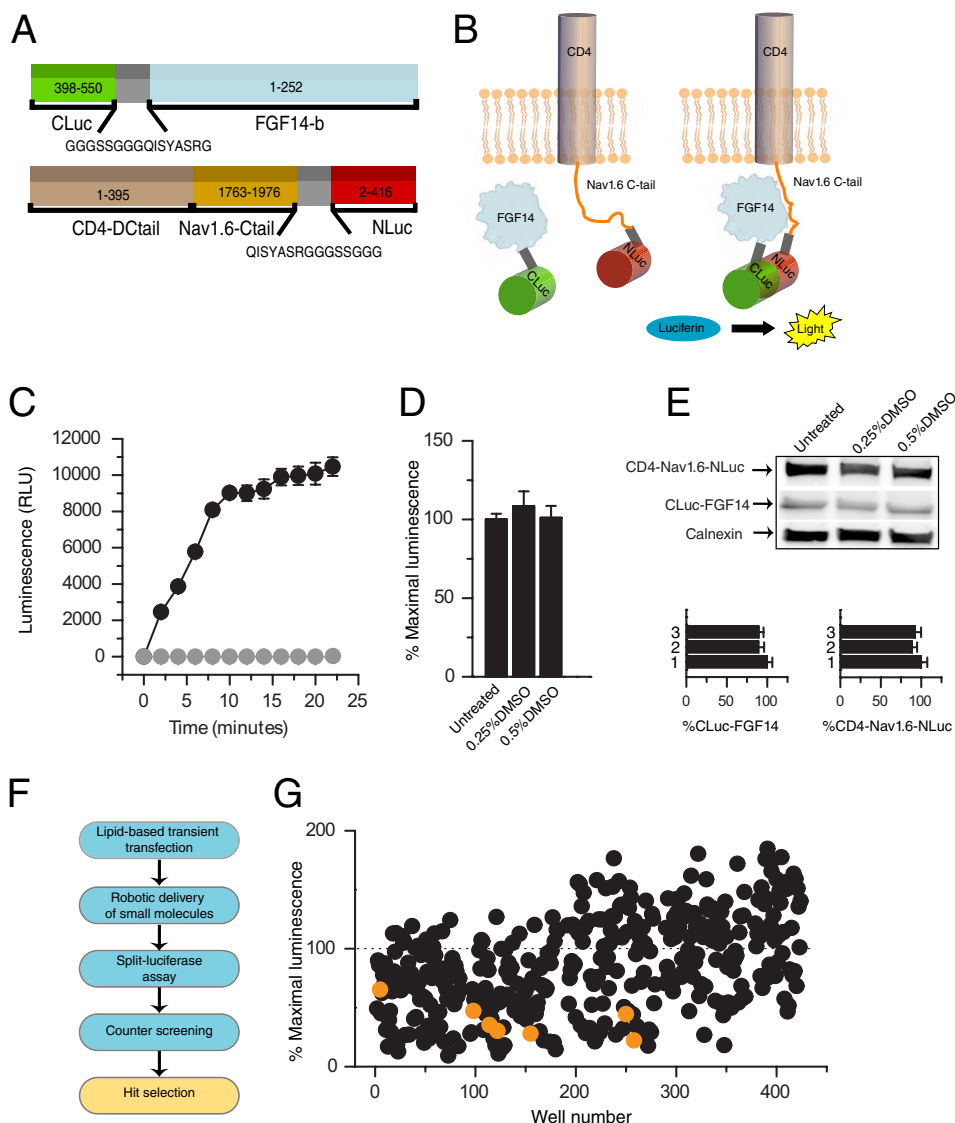 A
398-550
1-252
CLuc
FGF14-b
GGGSSGGGQISYASRG
1-395
1763-1976
2-416
CD4-DCtail
Nav1.6-Ctail
NLuc
QISYASRGGGSSGGG
B
CD4
CD4
Nav1.6 C-tail
Nav1.6 C-tail
FGF14
FGF14
NLuc
CLuc
NLuc
CLuc
Luciferin
Light
C
Luminescence (RLU)
12000
10000
8000
6000
4000
2000
0
0
5
10
15
20
25
Time (minutes)
D
% Maximal luminescence
150
100
50
0
Untreated
0.25%DMSO
0.5%DMSO
E
Untreated
0.25%DMSO
0.5%DMSO
CD4-Nav1.6-NLuc
CLuc-FGF14
Calnexin
3
2
1
0
50
100
%CLuc-FGF14
3
2
1
0
50
100
%CD4-Nav1.6-NLuc
F
Lipid-based transient
transfection
Robotic delivery
of small molecules
Split-luciferase
assay
Counter screening
Hit selection
G
% Maximal luminescence
200
100
0
0
100
200
300
400
Well number